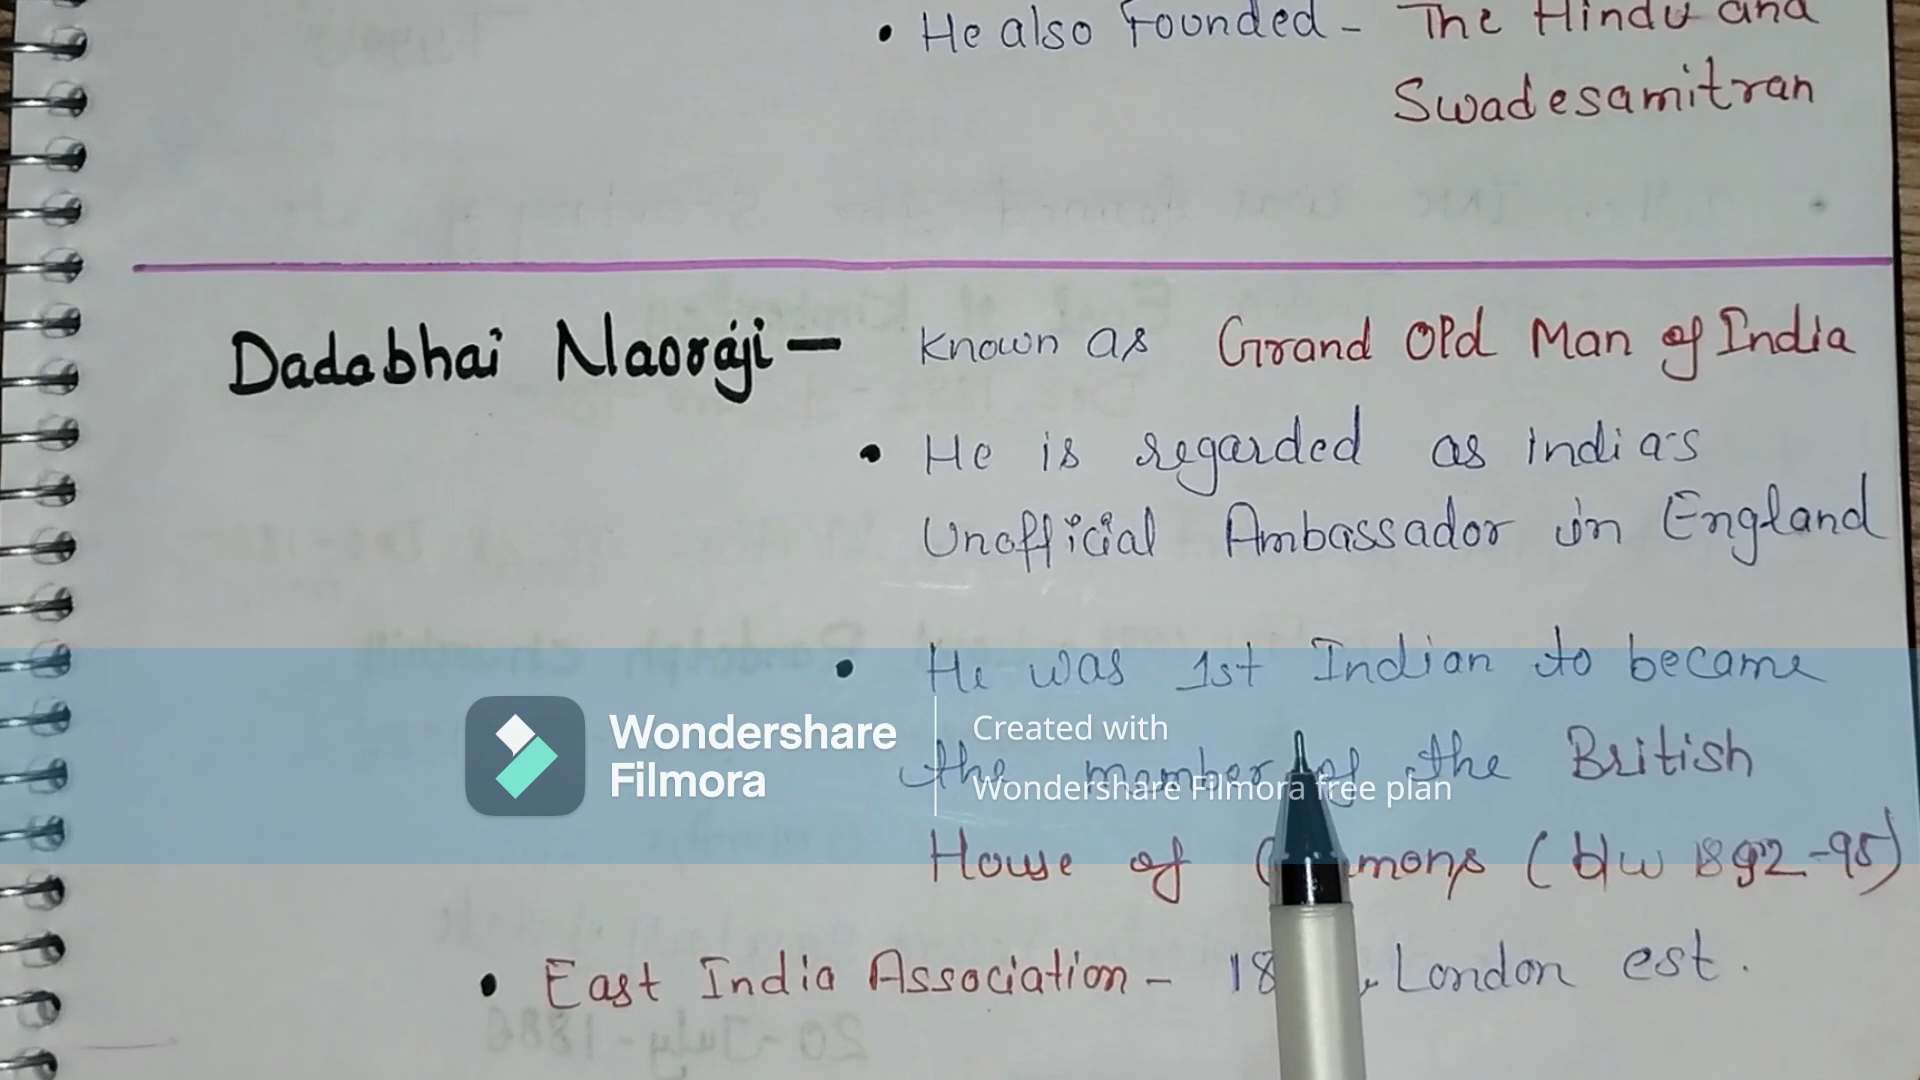 • He also Founded - The Hindu and
Swadesamitran
Dadabhai Naoroji — Known as Grand Old Man of India
• He is regarded as India's
Unofficial Ambassador in England
• He was 1st Indian to became
the member of the British
House of Commons (b/w 1892-95)
• East India Association - 18 , London est.
Wondershare
Filmora
Created with
Wondershare Filmora free plan